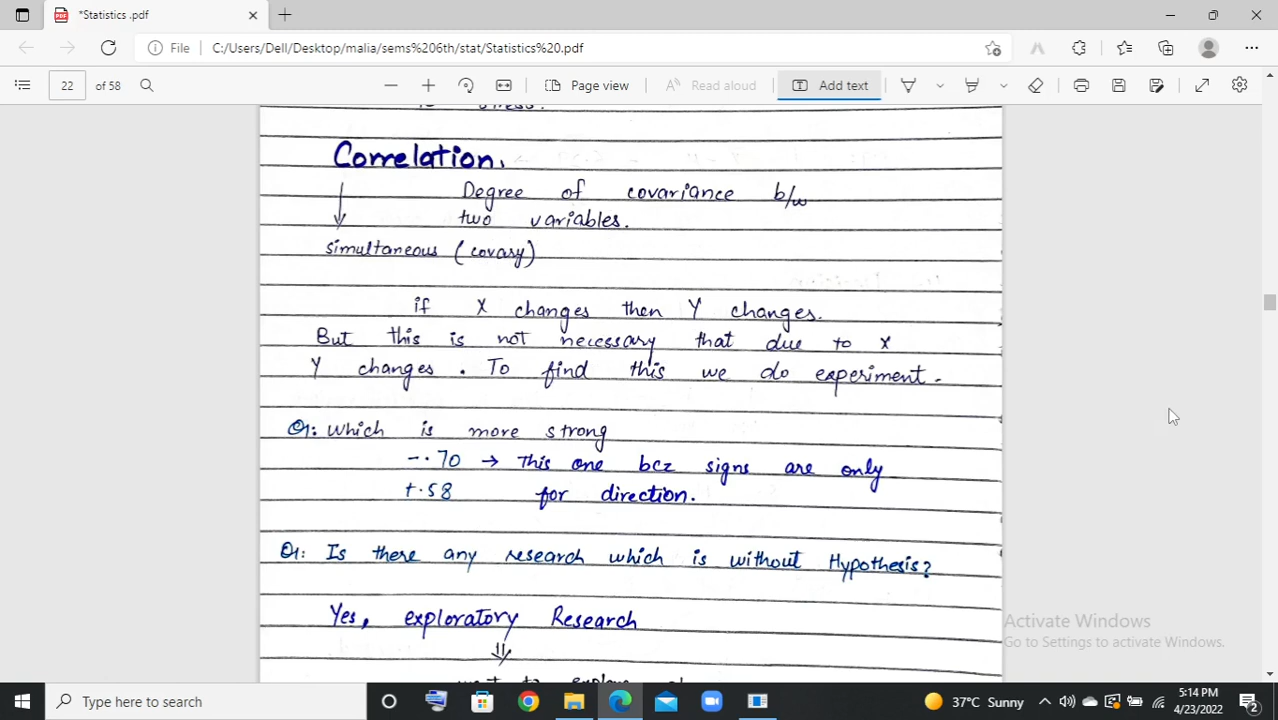 *Statistics .pdf
File C:/Users/Dell/Desktop/malia/sems%206th/stat/Statistics%20.pdf
22 of 58 Page view Read aloud Add text
Correlation.
Degree of covariance b/w
two variables.
simultaneous (covary)
if X changes then Y changes.
But this is not necessary that due to x
Y changes. To find this we do experiment.
Q1: Which is more strong
-.70 → This one bcz signs are only
+.58 for direction.
Q1: Is there any research which is without Hypothesis?
Yes, exploratory Research
Activate Windows
Go to Settings to activate Windows.
Type here to search
37°C Sunny
5:14 PM
4/23/2022
2